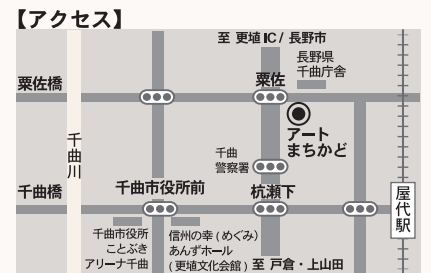 【アクセス】
至 更埴IC / 長野市
長野県
千曲庁舎
粟佐橋
粟佐
アート
まちかど
千曲川
千曲
警察署
千曲橋
千曲市役所前
杭瀬下
屋代駅
千曲市役所
ことぶき
アリーナ千曲
信州の幸 (めぐみ)
あんずホール
(更埴文化会館)
至 戸倉・上山田